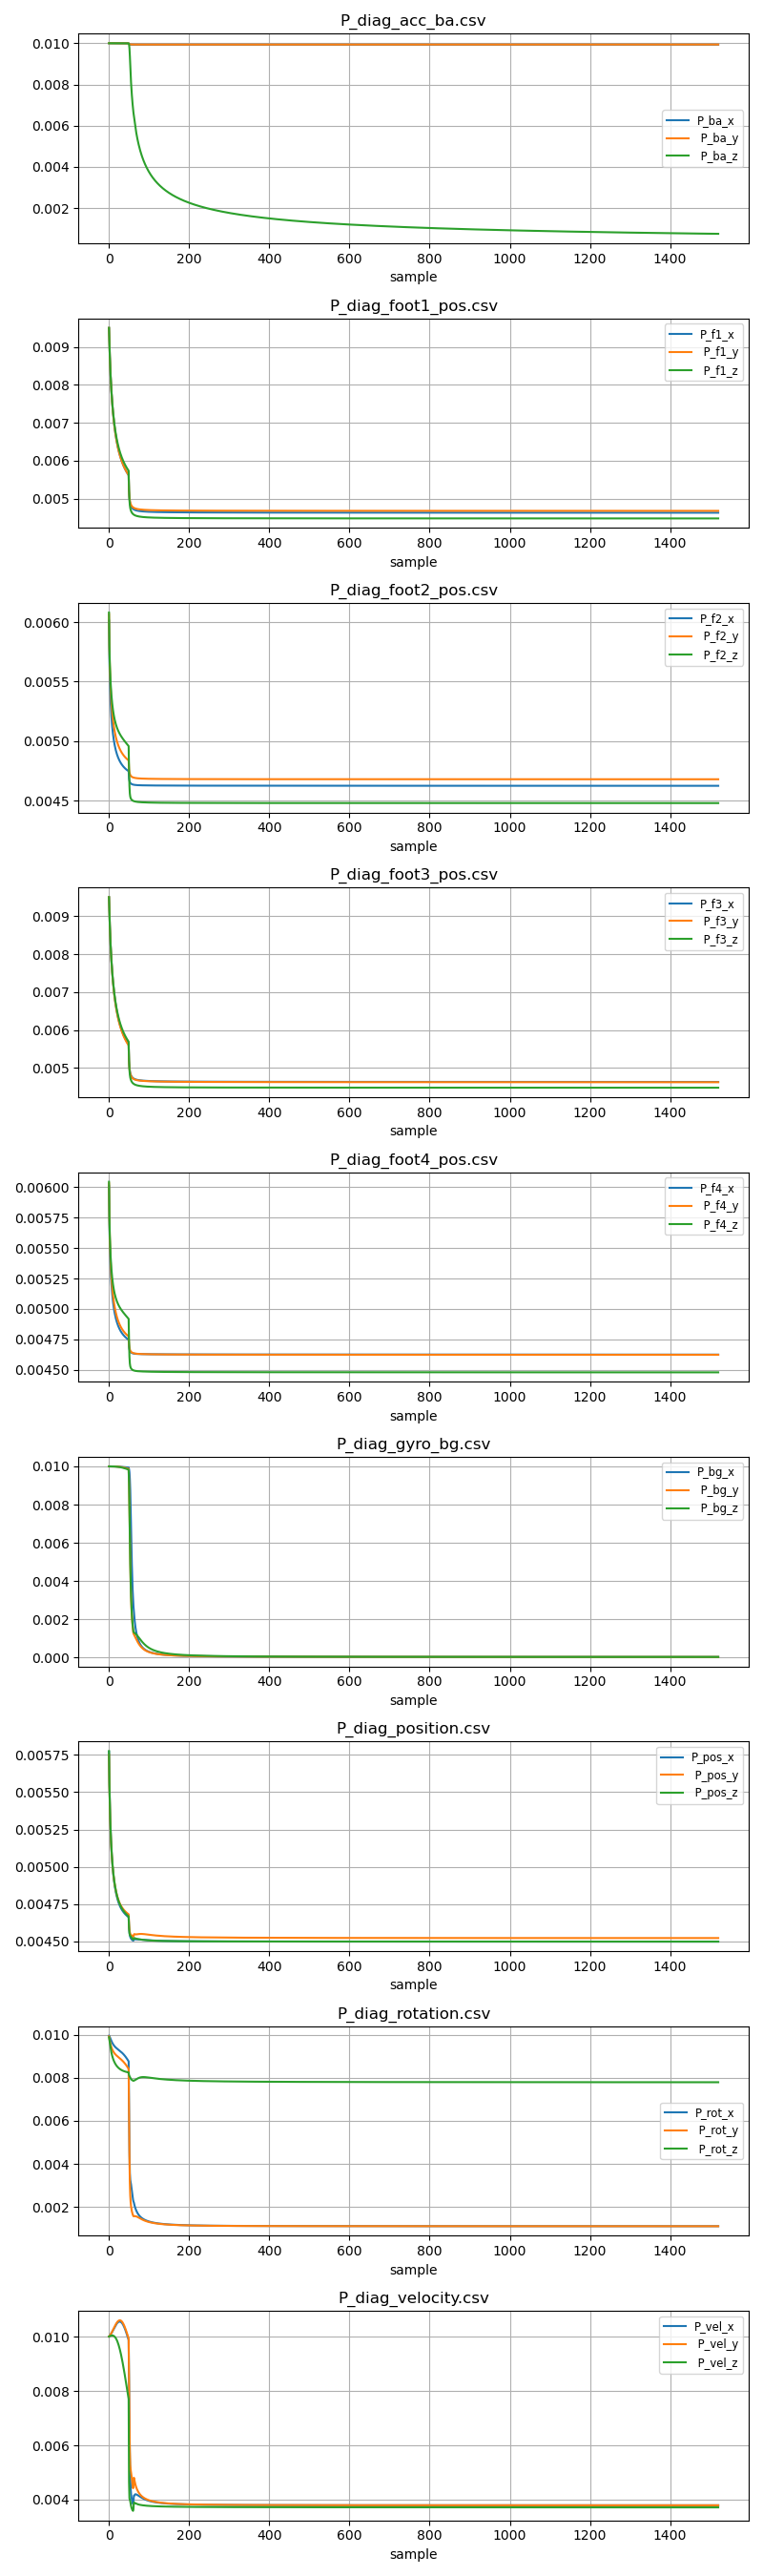 P_diag_acc_ba.csv
0.010
0.008
0.006
0.004
0.002
P_ba_x
P_ba_y
P_ba_z
0 200 400 600 800 1000 1200 1400
sample
P_diag_foot1_pos.csv
0.009
0.008
0.007
0.006
0.005
P_f1_x
P_f1_y
P_f1_z
0 200 400 600 800 1000 1200 1400
sample
P_diag_foot2_pos.csv
0.0060
0.0055
0.0050
0.0045
P_f2_x
P_f2_y
P_f2_z
0 200 400 600 800 1000 1200 1400
sample
P_diag_foot3_pos.csv
0.009
0.008
0.007
0.006
0.005
P_f3_x
P_f3_y
P_f3_z
0 200 400 600 800 1000 1200 1400
sample
P_diag_foot4_pos.csv
0.00600
0.00575
0.00550
0.00525
0.00500
0.00475
0.00450
P_f4_x
P_f4_y
P_f4_z
0 200 400 600 800 1000 1200 1400
sample
P_diag_gyro_bg.csv
0.010
0.008
0.006
0.004
0.002
0.000
P_bg_x
P_bg_y
P_bg_z
0 200 400 600 800 1000 1200 1400
sample
P_diag_position.csv
0.00575
0.00550
0.00525
0.00500
0.00475
0.00450
P_pos_x
P_pos_y
P_pos_z
0 200 400 600 800 1000 1200 1400
sample
P_diag_rotation.csv
0.010
0.008
0.006
0.004
0.002
P_rot_x
P_rot_y
P_rot_z
0 200 400 600 800 1000 1200 1400
sample
P_diag_velocity.csv
0.010
0.008
0.006
0.004
P_vel_x
P_vel_y
P_vel_z
0 200 400 600 800 1000 1200 1400
sample